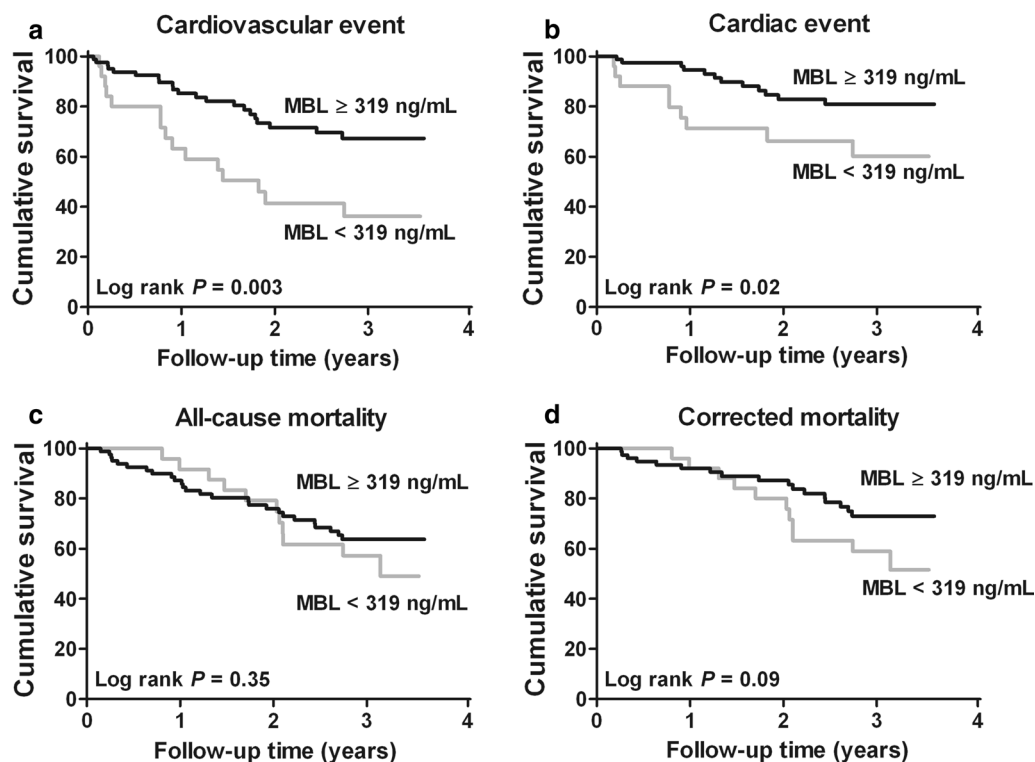 a
Cardiovascular event
100
80
60
40
20
0
Cumulative survival
MBL ≥ 319 ng/mL
MBL < 319 ng/mL
Log rank P = 0.003
0 1 2 3 4
Follow-up time (years)
b
Cardiac event
100
80
60
40
20
0
Cumulative survival
MBL ≥ 319 ng/mL
MBL < 319 ng/mL
Log rank P = 0.02
0 1 2 3 4
Follow-up time (years)
c
All-cause mortality
100
80
60
40
20
0
Cumulative survival
MBL ≥ 319 ng/mL
MBL < 319 ng/mL
Log rank P = 0.35
0 1 2 3 4
Follow-up time (years)
d
Corrected mortality
100
80
60
40
20
0
Cumulative survival
MBL ≥ 319 ng/mL
MBL < 319 ng/mL
Log rank P = 0.09
0 1 2 3 4
Follow-up time (years)